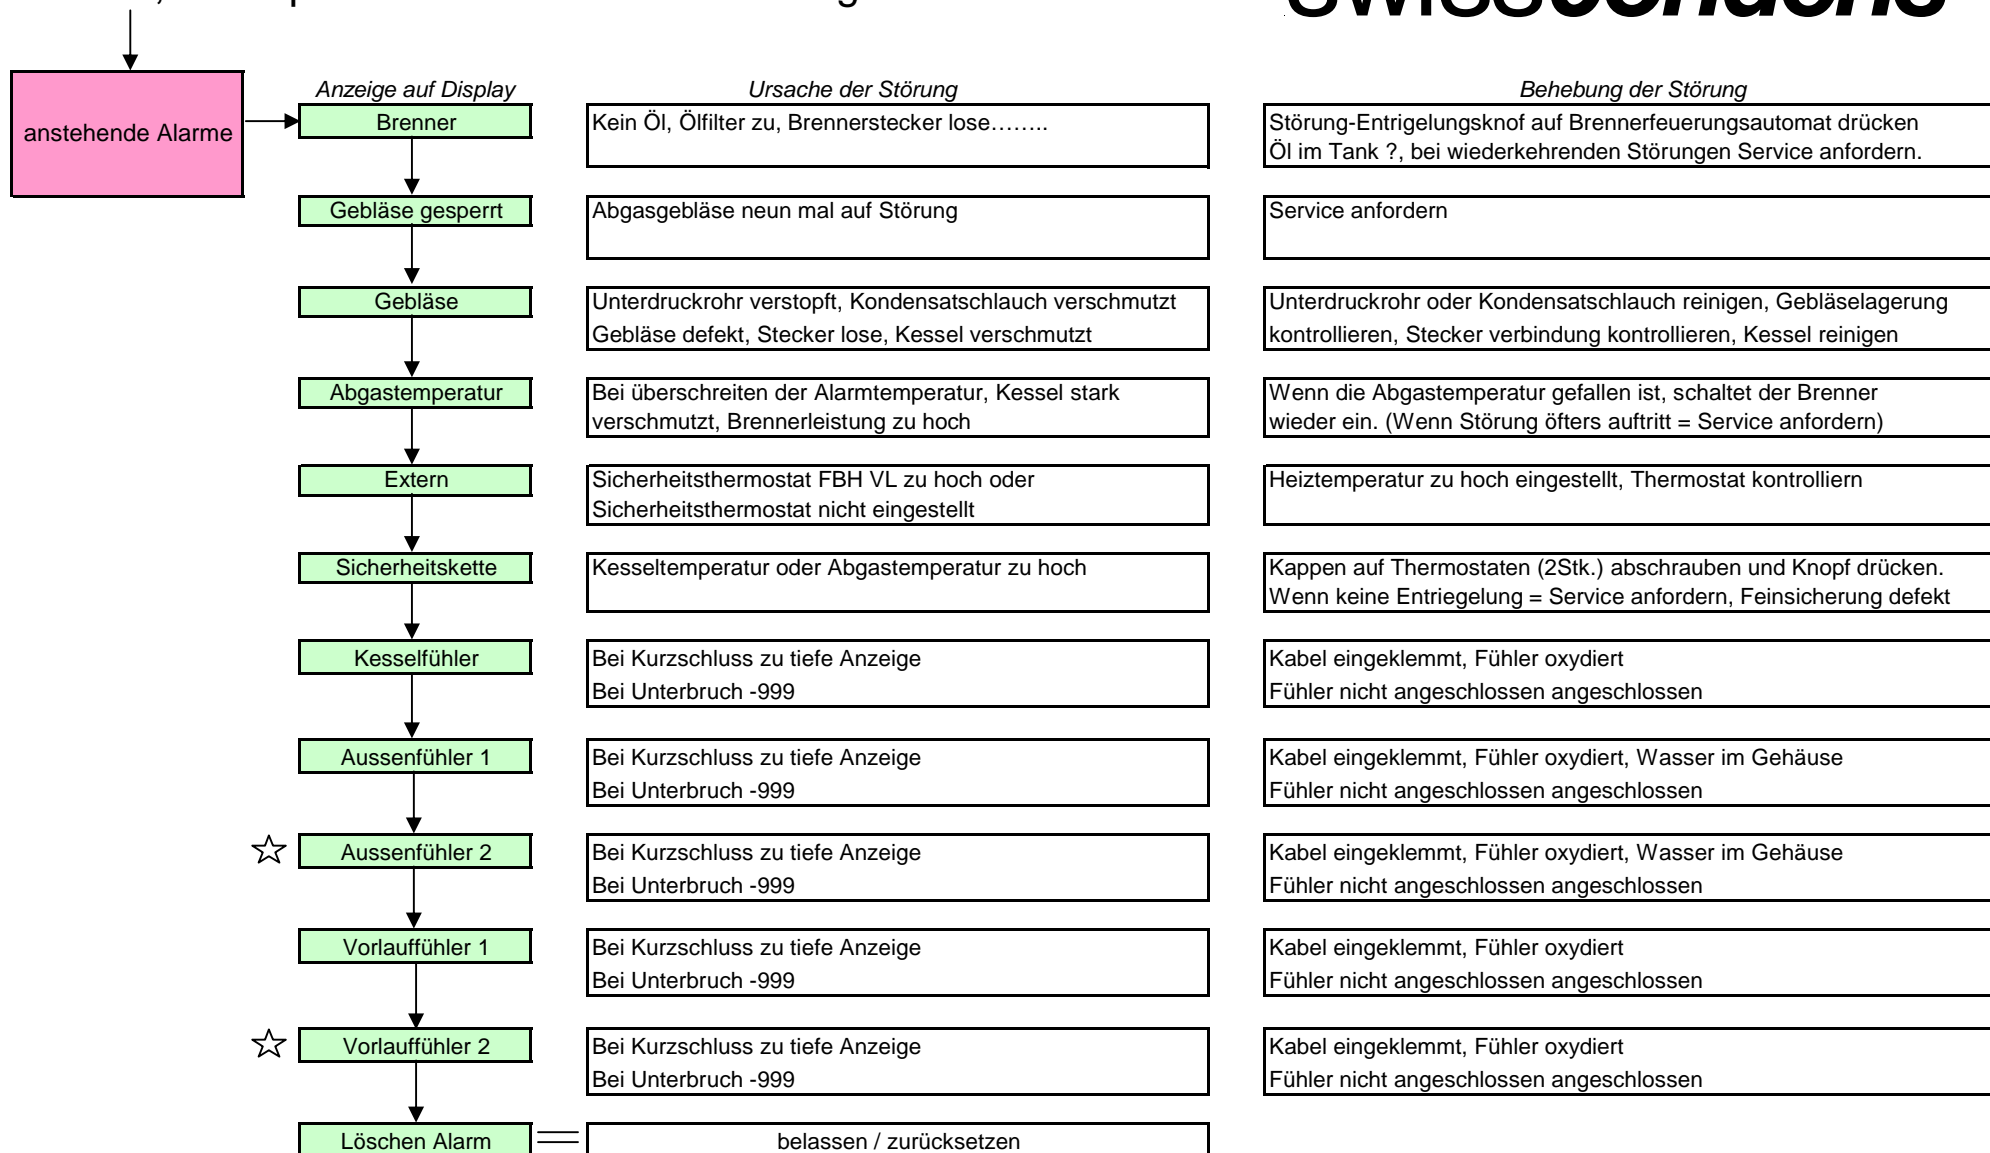 anstehende Alarme
Anzeige auf Display
Ursache der Störung
Behebung der Störung
Brenner
Kein Öl, Ölfilter zu, Brennerstecker lose……..
Störung-Entrigelungsknof auf Brennerfeuerungsautomat drücken
Öl im Tank ?, bei wiederkehrenden Störungen Service anfordern.
Gebläse gesperrt
Abgasgebläse neun mal auf Störung
Service anfordern
Gebläse
Unterdruckrohr verstopft, Kondensatschlauch verschmutzt
Gebläse defekt, Stecker lose, Kessel verschmutzt
Unterdruckrohr oder Kondensatschlauch reinigen, Gebläselagerung
kontrollieren, Stecker verbindung kontrollieren, Kessel reinigen
Abgastemperatur
Bei überschreiten der Alarmtemperatur, Kessel stark
verschmutzt, Brennerleistung zu hoch
Wenn die Abgastemperatur gefallen ist, schaltet der Brenner
wieder ein. (Wenn Störung öfters auftritt = Service anfordern)
Extern
Sicherheitsthermostat FBH VL zu hoch oder
Sicherheitsthermostat nicht eingestellt
Heiztemperatur zu hoch eingestellt, Thermostat kontrolliern
Sicherheitskette
Kesseltemperatur oder Abgastemperatur zu hoch
Kappen auf Thermostaten (2Stk.) abschrauben und Knopf drücken.
Wenn keine Entriegelung = Service anfordern, Feinsicherung defekt
Kesselfühler
Bei Kurzschluss zu tiefe Anzeige
Bei Unterbruch -999
Kabel eingeklemmt, Fühler oxydiert
Fühler nicht angeschlossen angeschlossen
Aussenfühler 1
Bei Kurzschluss zu tiefe Anzeige
Bei Unterbruch -999
Kabel eingeklemmt, Fühler oxydiert, Wasser im Gehäuse
Fühler nicht angeschlossen angeschlossen
Aussenfühler 2
Bei Kurzschluss zu tiefe Anzeige
Bei Unterbruch -999
Kabel eingeklemmt, Fühler oxydiert, Wasser im Gehäuse
Fühler nicht angeschlossen angeschlossen
Vorlauffühler 1
Bei Kurzschluss zu tiefe Anzeige
Bei Unterbruch -999
Kabel eingeklemmt, Fühler oxydiert
Fühler nicht angeschlossen angeschlossen
Vorlauffühler 2
Bei Kurzschluss zu tiefe Anzeige
Bei Unterbruch -999
Kabel eingeklemmt, Fühler oxydiert
Fühler nicht angeschlossen angeschlossen
Löschen Alarm
belassen / zurücksetzen